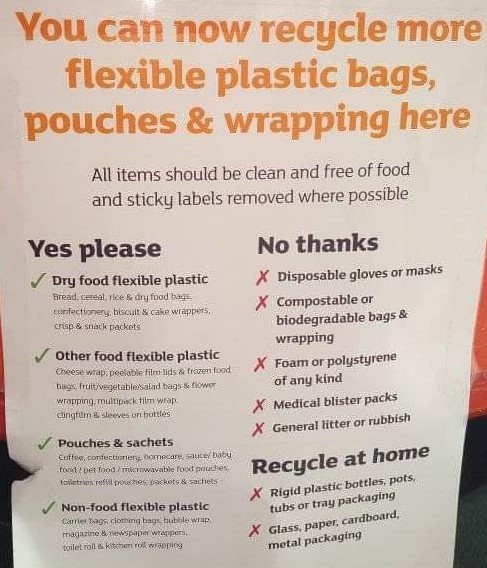 You can now recycle more
flexible plastic bags,
pouches & wrapping here
All items should be clean and free of food
and sticky labels removed where possible
Yes please
✓ Dry food flexible plastic
Bread, cereal, rice & dry food bags,
confectionery, biscuit & cake wrappers,
crisp & snack packets
✓ Other food flexible plastic
Cheese wrap, peelable film lids & frozen food
bags, fruit/vegetable/salad bags & flower
wrapping, multipack film wrap,
clingfilm & sleeves on bottles
✓ Pouches & sachets
Coffee, confectionery, homecare, sauce/ baby
food / pet food / microwavable food pouches,
toiletries refill pouches, packets & sachets
✓ Non-food flexible plastic
Carrier bags, clothing bags, bubble wrap,
magazine & newspaper wrappers,
toilet roll & kitchen roll wrapping
No thanks
✗ Disposable gloves or masks
✗ Compostable or
biodegradable bags &
wrapping
✗ Foam or polystyrene
of any kind
✗ Medical blister packs
✗ General litter or rubbish
Recycle at home
✗ Rigid plastic bottles, pots,
tubs or tray packaging
✗ Glass, paper, cardboard,
metal packaging